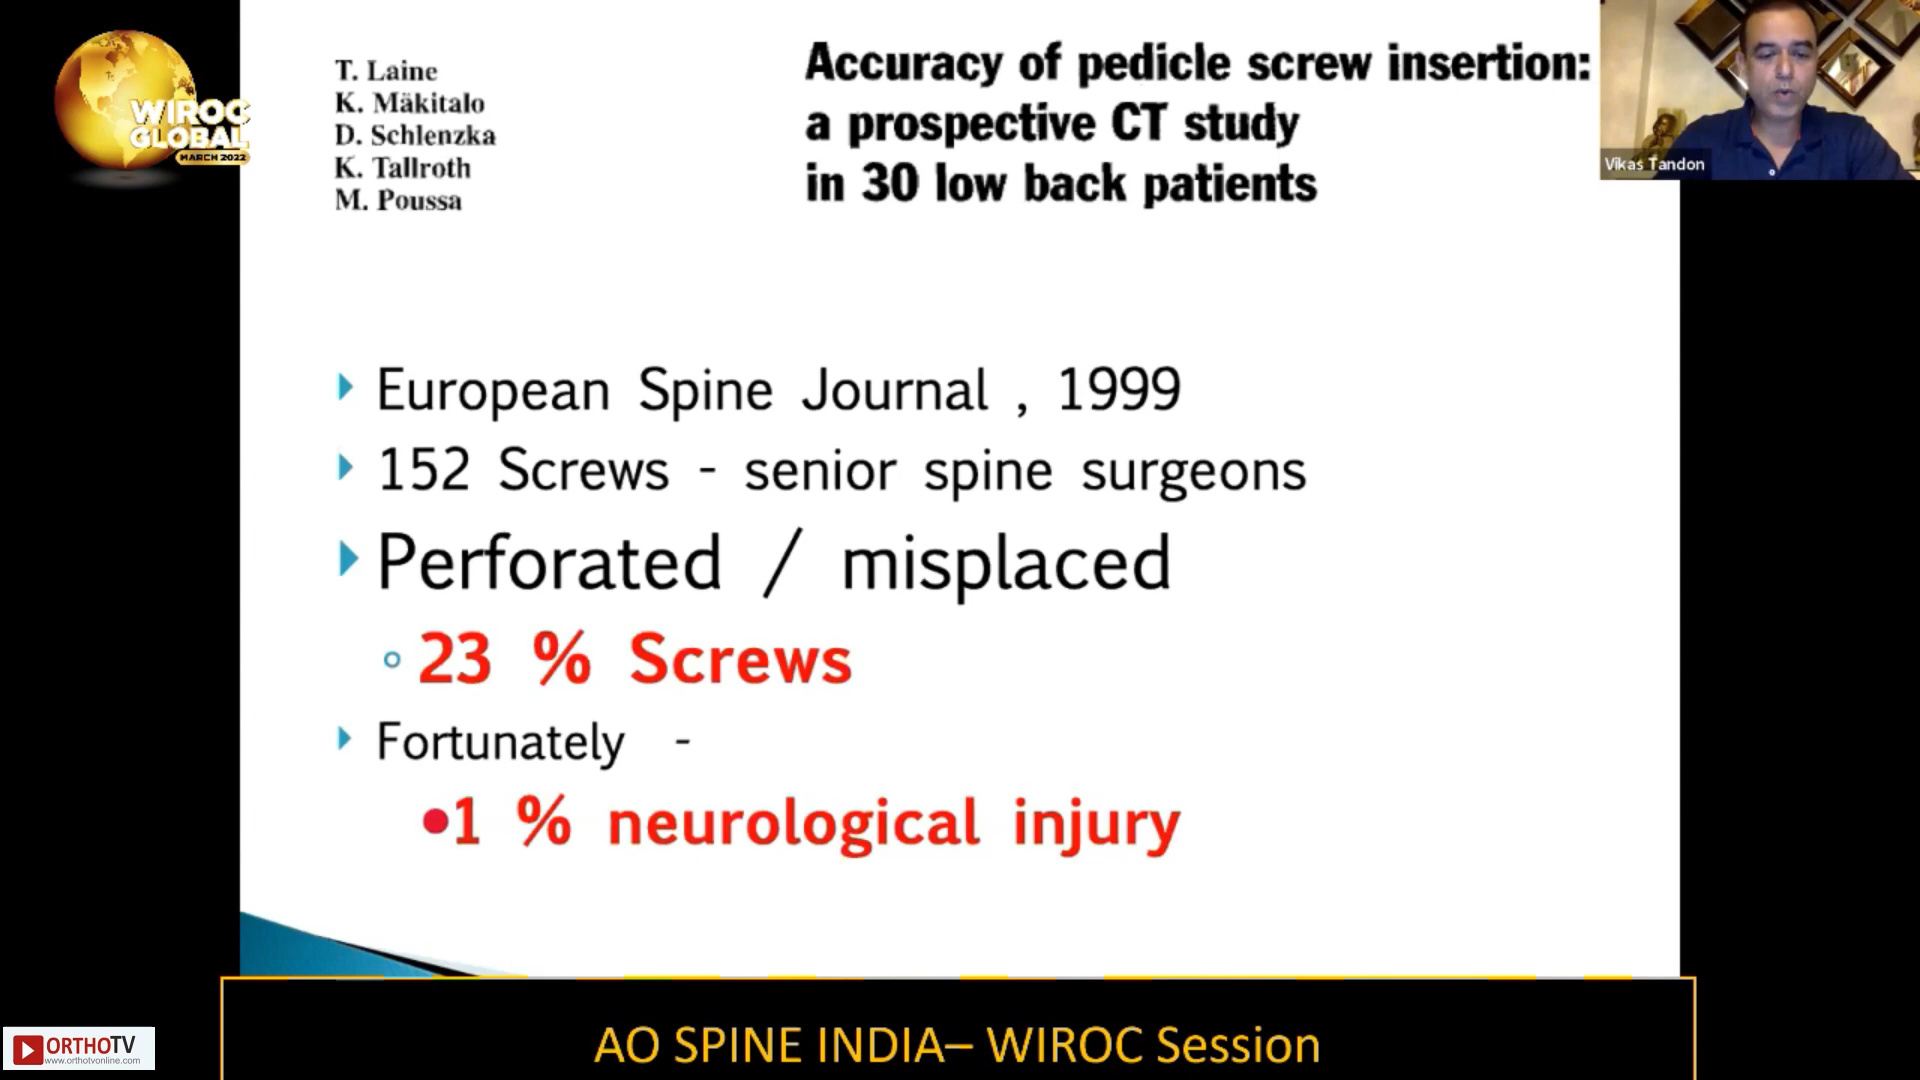 WIROC
GLOBAL
MARCH 2022
T. Laine
K. Mäkitalo
D. Schlenzka
K. Tallroth
M. Poussa
Accuracy of pedicle screw insertion:
a prospective CT study
in 30 low back patients
Vikas Tandon
European Spine Journal , 1999
152 Screws - senior spine surgeons
Perforated / misplaced
23 % Screws
Fortunately -
1 % neurological injury
AO SPINE INDIA– WIROC Session
ORTHOTV
www.orthotvonline.com